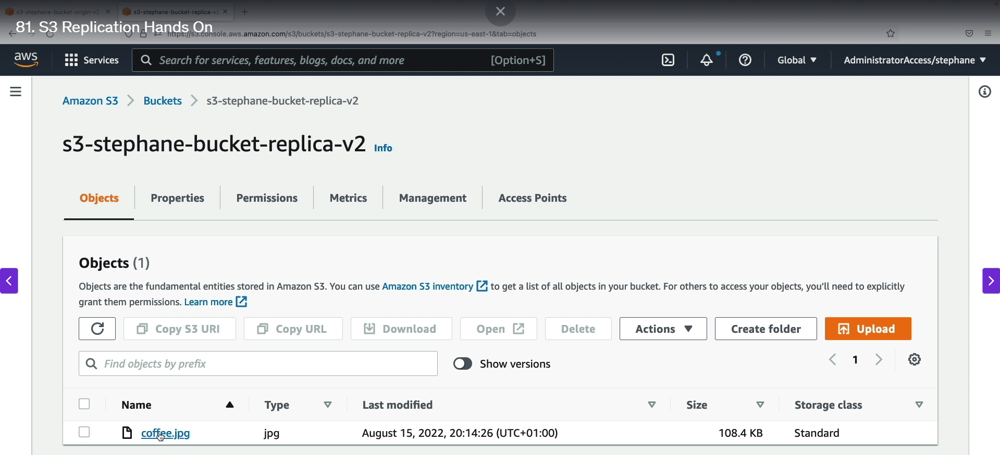 s3-stephane-bucket-origin-v2
s3-stephane-bucket-replica-v2
81. S3 Replication Hands On
https://s3.console.aws.amazon.com/s3/buckets/s3-stephane-bucket-replica-v2?region=us-east-1&tab=objects
aws
Services
Search for services, features, blogs, docs, and more
[Option+S]
Global
AdministratorAccess/stephane
Amazon S3
Buckets
s3-stephane-bucket-replica-v2
s3-stephane-bucket-replica-v2 Info
Objects
Properties
Permissions
Metrics
Management
Access Points
Objects (1)
Objects are the fundamental entities stored in Amazon S3. You can use Amazon S3 inventory to get a list of all objects in your bucket. For others to access your objects, you'll need to explicitly
grant them permissions. Learn more
Copy S3 URI
Copy URL
Download
Open
Delete
Actions
Create folder
Upload
Find objects by prefix
Show versions
1
Name
Type
Last modified
Size
Storage class
coffee.jpg
jpg
August 15, 2022, 20:14:26 (UTC+01:00)
108.4 KB
Standard